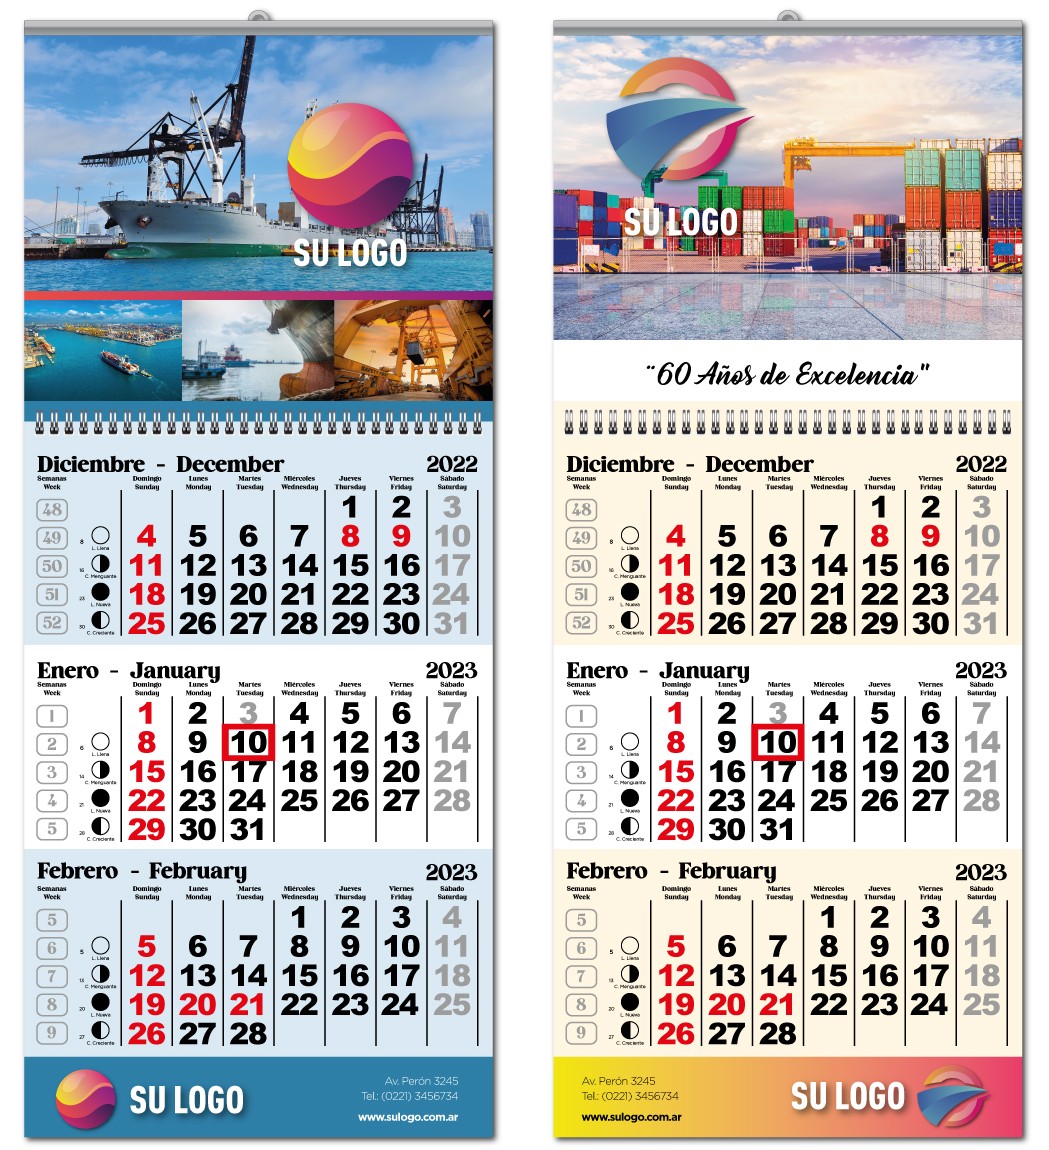 SU LOGO
Diciembre - December 2022
Semanas Domingo Lunes Martes Miércoles Jueves Viernes Sábado
Week Sunday Monday Tuesday Wednesday Thursday Friday Saturday
48 1 2 3
49 8 L. Llena 4 5 6 7 8 9 10
50 16 C. Menguante 11 12 13 14 15 16 17
51 23 L. Nueva 18 19 20 21 22 23 24
52 30 C. Creciente 25 26 27 28 29 30 31
Enero - January 2023
Semanas Domingo Lunes Martes Miércoles Jueves Viernes Sábado
Week Sunday Monday Tuesday Wednesday Thursday Friday Saturday
1 1 2 3 4 5 6 7
2 6 L. Llena 8 9 10 11 12 13 14
3 14 C. Menguante 15 16 17 18 19 20 21
4 21 L. Nueva 22 23 24 25 26 27 28
5 28 C. Creciente 29 30 31
Febrero - February 2023
Semanas Domingo Lunes Martes Miércoles Jueves Viernes Sábado
Week Sunday Monday Tuesday Wednesday Thursday Friday Saturday
5 1 2 3 4
6 5 L. Llena 5 6 7 8 9 10 11
7 13 C. Menguante 12 13 14 15 16 17 18
8 20 L. Nueva 19 20 21 22 23 24 25
9 27 C. Creciente 26 27 28
SU LOGO
Av. Perón 3245
Tel.: (0221) 3456734
www.sulogo.com.ar
SU LOGO
"60 Años de Excelencia"
Diciembre - December 2022
Semanas Domingo Lunes Martes Miércoles Jueves Viernes Sábado
Week Sunday Monday Tuesday Wednesday Thursday Friday Saturday
48 1 2 3
49 8 L. Llena 4 5 6 7 8 9 10
50 16 C. Menguante 11 12 13 14 15 16 17
51 23 L. Nueva 18 19 20 21 22 23 24
52 30 C. Creciente 25 26 27 28 29 30 31
Enero - January 2023
Semanas Domingo Lunes Martes Miércoles Jueves Viernes Sábado
Week Sunday Monday Tuesday Wednesday Thursday Friday Saturday
1 1 2 3 4 5 6 7
2 6 L. Llena 8 9 10 11 12 13 14
3 14 C. Menguante 15 16 17 18 19 20 21
4 21 L. Nueva 22 23 24 25 26 27 28
5 28 C. Creciente 29 30 31
Febrero - February 2023
Semanas Domingo Lunes Martes Miércoles Jueves Viernes Sábado
Week Sunday Monday Tuesday Wednesday Thursday Friday Saturday
5 1 2 3 4
6 5 L. Llena 5 6 7 8 9 10 11
7 13 C. Menguante 12 13 14 15 16 17 18
8 20 L. Nueva 19 20 21 22 23 24 25
9 27 C. Creciente 26 27 28
Av. Perón 3245
Tel.: (0221) 3456734
www.sulogo.com.ar
SU LOGO